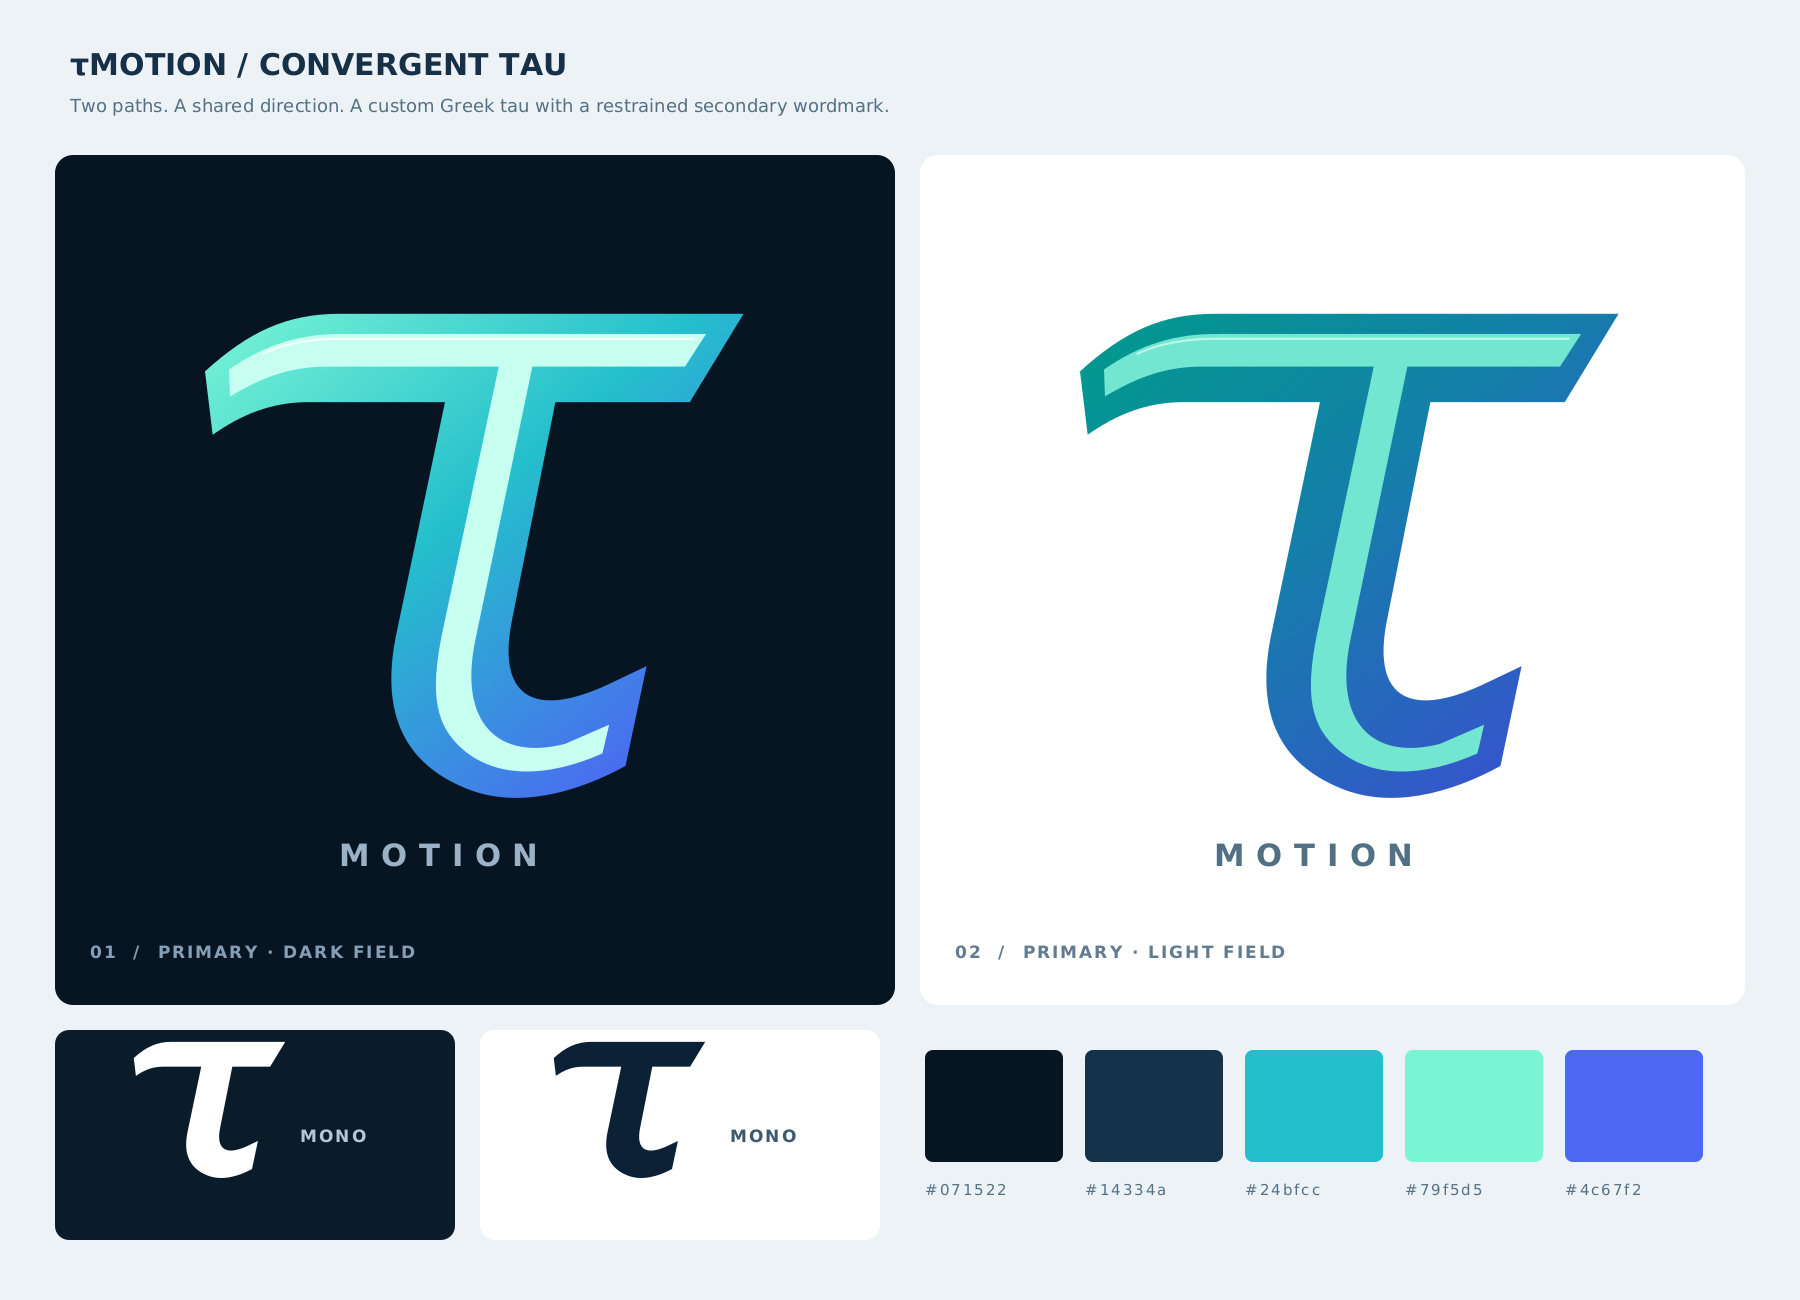 τMOTION / CONVERGENT TAU
Two paths. A shared direction. A custom Greek tau with a restrained secondary wordmark.
τ
MOTION
01 / PRIMARY · DARK FIELD
τ
MOTION
02 / PRIMARY · LIGHT FIELD
τ
MONO
τ
MONO
#071522
#14334a
#24bfcc
#79f5d5
#4c67f2